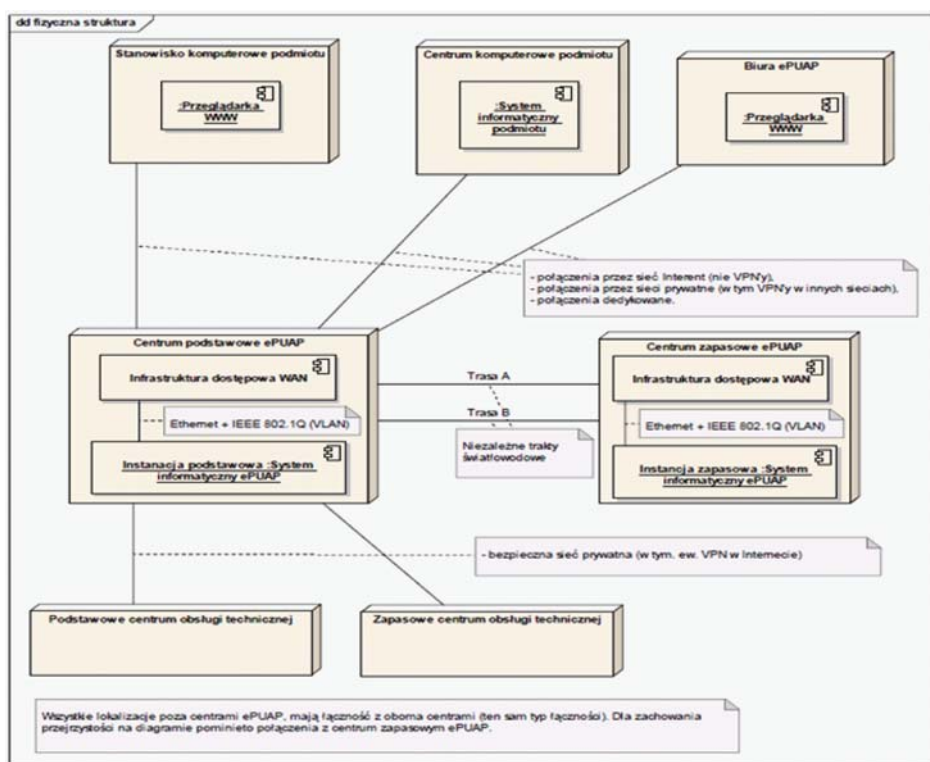 dd fizyczna struktura
Stanowisko komputerowe podmiotu
:Przeglądarka
WWW
Centrum komputerowe podmiotu
:System
informatyczny
podmiotu
Biura ePUAP
:Przeglądarka
WWW
- połączenia przez sieć Interent (nie VPN'y),
- połączenia przez sieci prywatne (w tym VPN'y w innych sieciach),
- połączenia dedykowane.
Centrum podstawowe ePUAP
Infrastruktura dostępowa WAN
Ethernet + IEEE 802.1Q (VLAN)
Instanacja podstawowa :System
informatyczny ePUAP
Trasa A
Trasa B
Niezależne trakty
światłowodowe
Centrum zapasowe ePUAP
Infrastruktura dostępowa WAN
Ethernet + IEEE 802.1Q (VLAN)
Instancja zapasowa :System
informatyczny ePUAP
- bezpieczna sieć prywatna (w tym. ew. VPN w Internecie)
Podstawowe centrum obsługi technicznej
Zapasowe centrum obsługi technicznej
Wszystkie lokalizacje poza centrami ePUAP, mają łączność z oboma centrami (ten sam typ łączności). Dla zachowania
przejrzystości na diagramie pominieto połączenia z centrum zapasowym ePUAP.